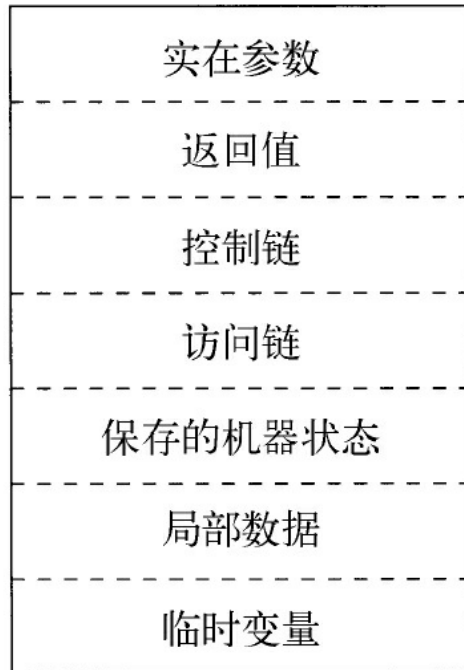 实在参数
返回值
控制链
访问链
保存的机器状态
局部数据
临时变量